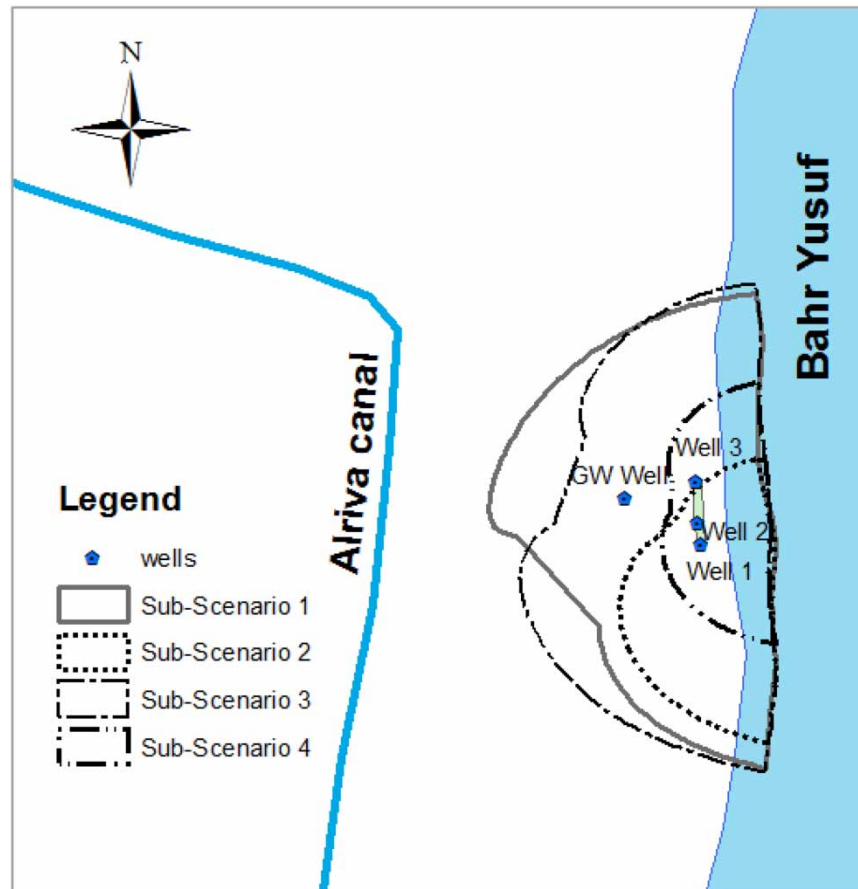 N
Bahr Yusuf
Alriva canal
Well 3
GW Well
Well 2
Well 1
Legend
wells
Sub-Scenario 1
Sub-Scenario 2
Sub-Scenario 3
Sub-Scenario 4